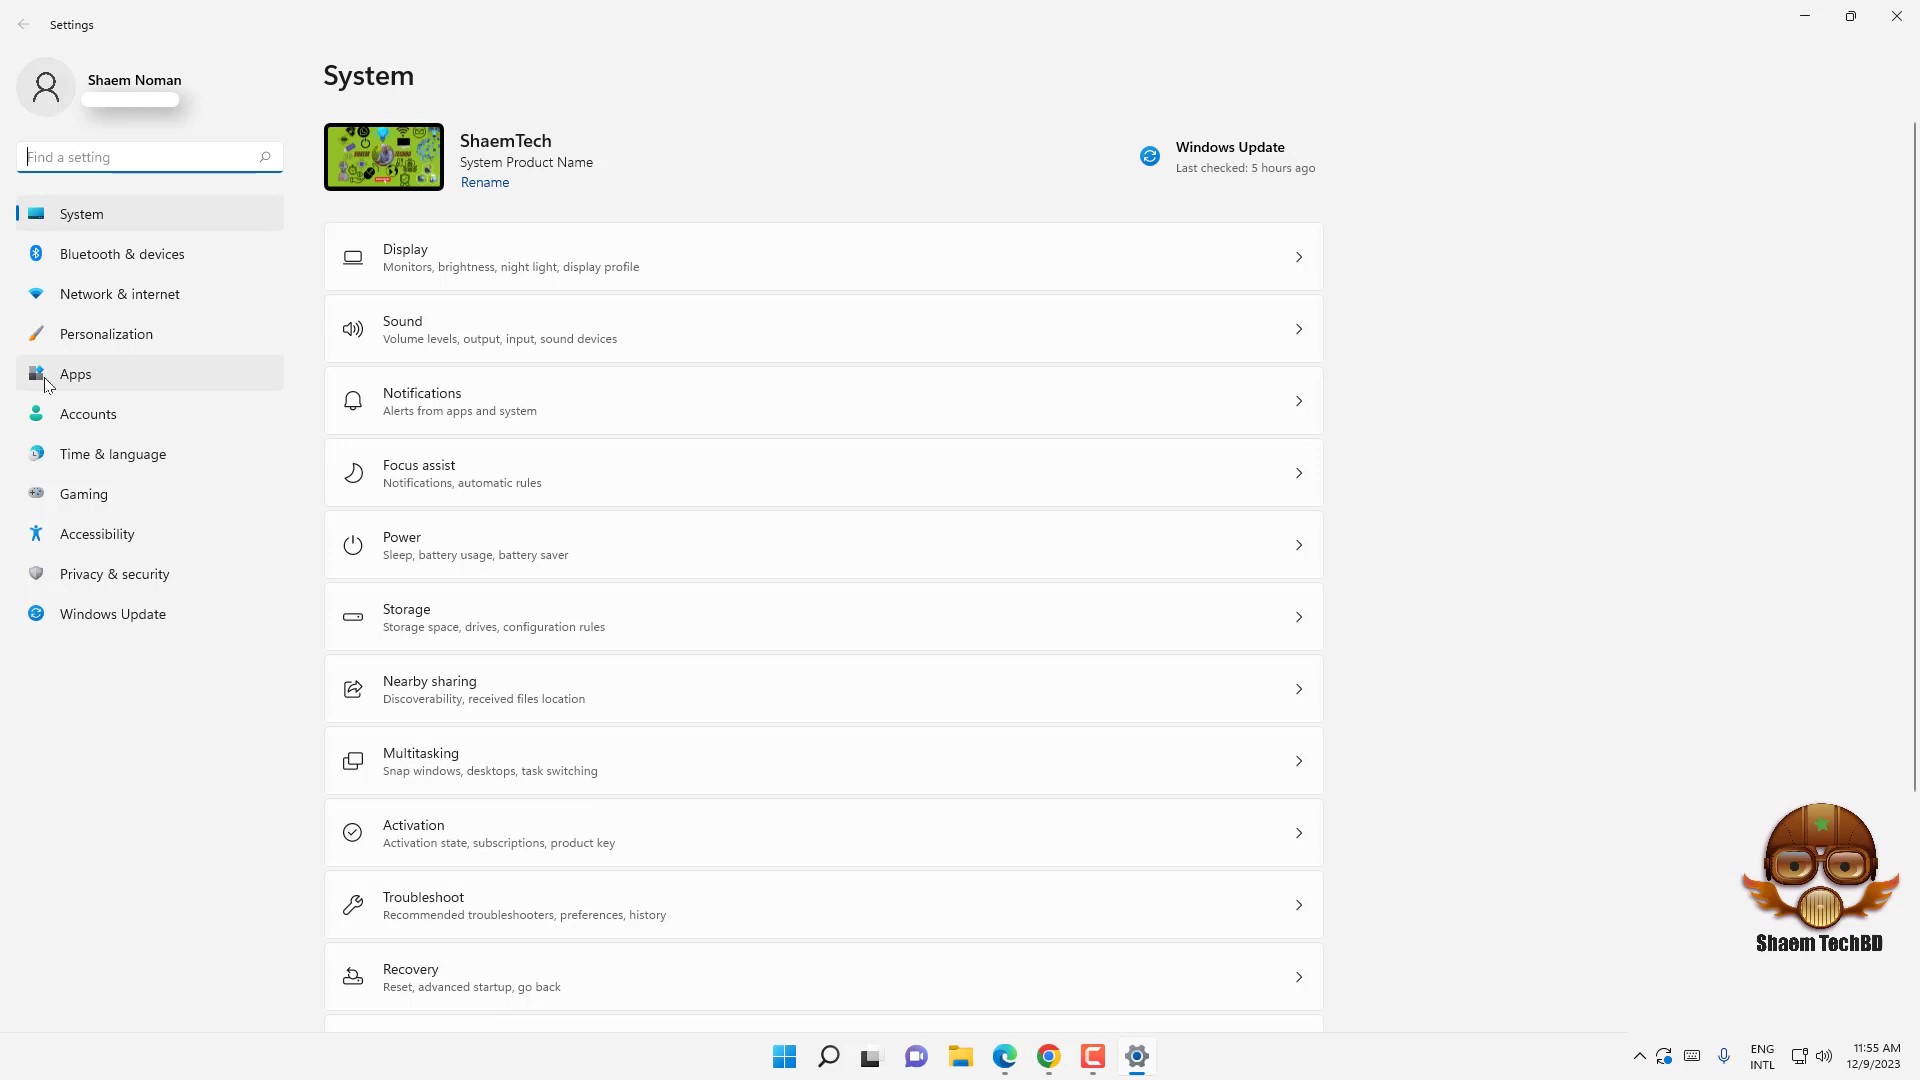 Settings
Shaem Noman
Find a setting
System
Bluetooth & devices
Network & internet
Personalization
Apps
Accounts
Time & language
Gaming
Accessibility
Privacy & security
Windows Update
System
ShaemTech
System Product Name
Rename
Windows Update
Last checked: 5 hours ago
Display
Monitors, brightness, night light, display profile
Sound
Volume levels, output, input, sound devices
Notifications
Alerts from apps and system
Focus assist
Notifications, automatic rules
Power
Sleep, battery usage, battery saver
Storage
Storage space, drives, configuration rules
Nearby sharing
Discoverability, received files location
Multitasking
Snap windows, desktops, task switching
Activation
Activation state, subscriptions, product key
Troubleshoot
Recommended troubleshooters, preferences, history
Recovery
Reset, advanced startup, go back
Shaem TechBD
ENG
INTL
11:55 AM
12/9/2023